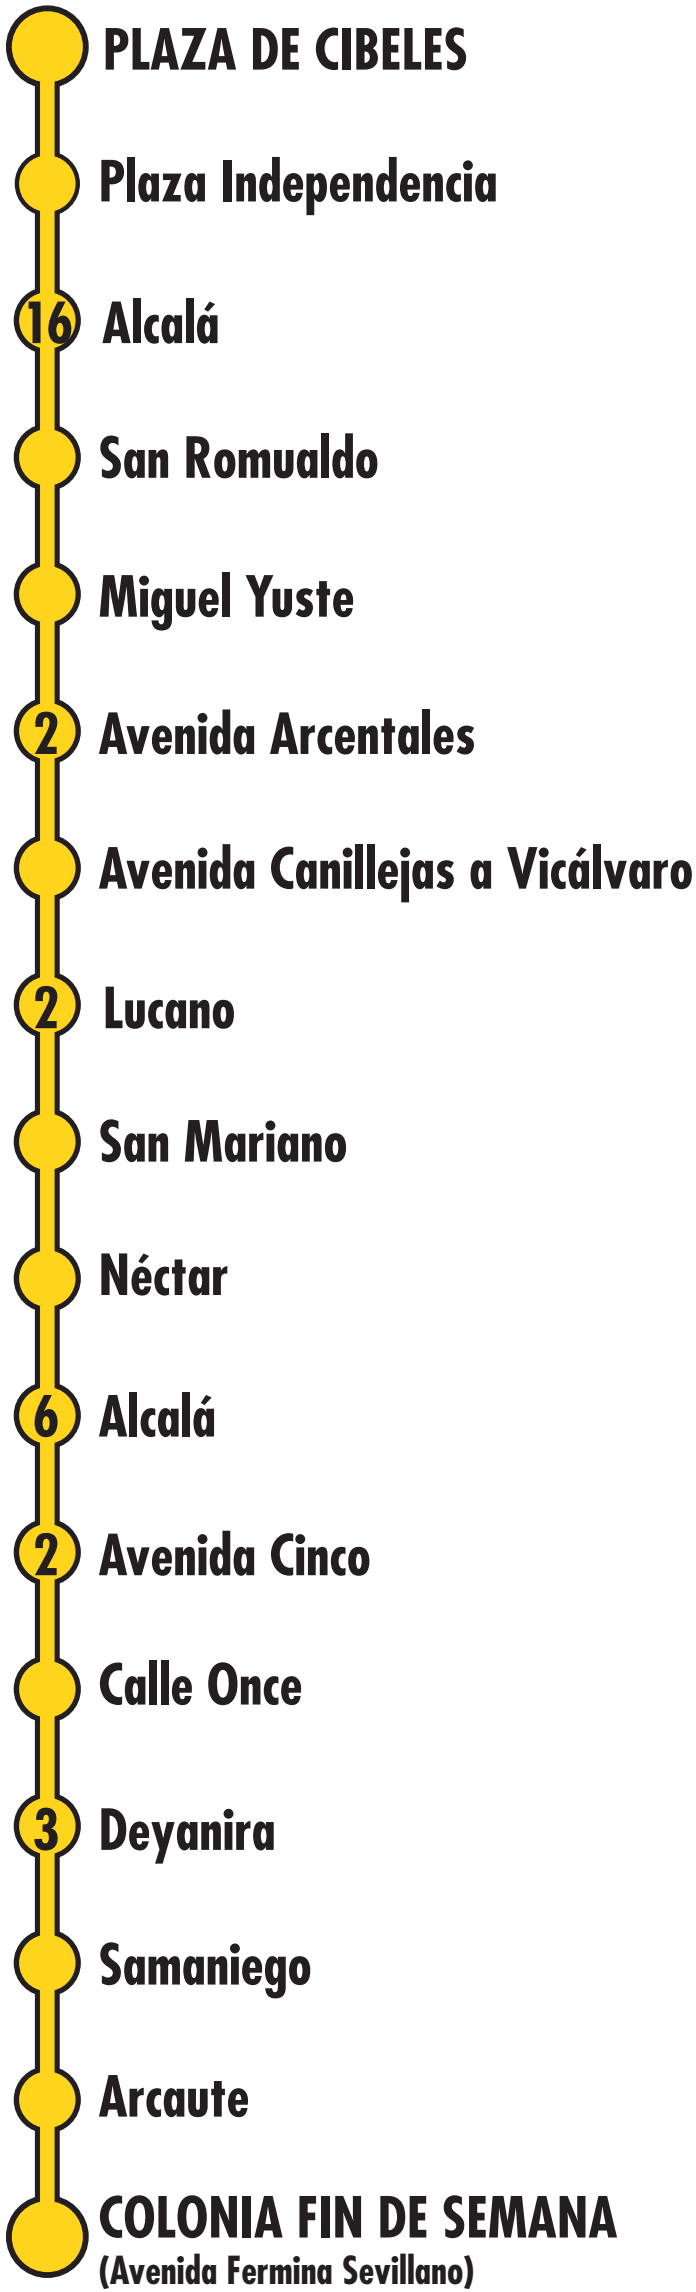 PLAZA DE CIBELES
Plaza Independencia
16 Alcalá
San Romualdo
Miguel Yuste
2 Avenida Arcentales
Avenida Canillejas a Vicálvaro
2 Lucano
San Mariano
Néctar
6 Alcalá
2 Avenida Cinco
Calle Once
3 Deyanira
Samaniego
Arcaute
COLONIA FIN DE SEMANA
(Avenida Fermina Sevillano)